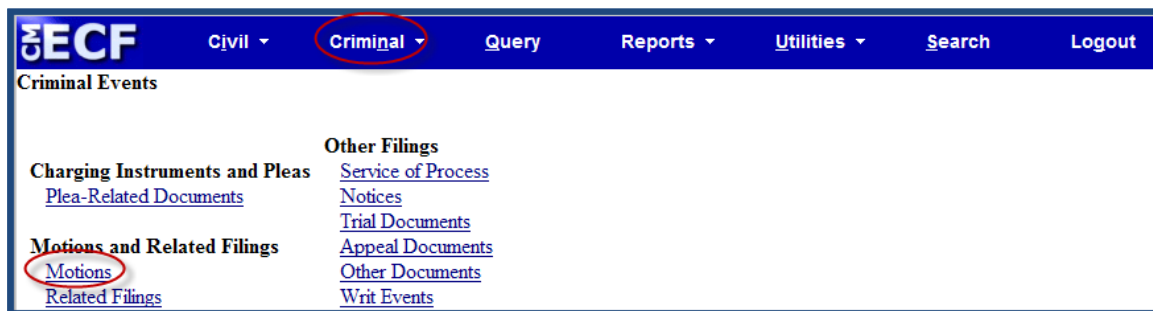 CM ECF Civil Criminal Query Reports Utilities Search Logout
Criminal Events
Other Filings
Charging Instruments and Pleas Service of Process
Plea-Related Documents Notices
Trial Documents
Motions and Related Filings Appeal Documents
Motions Other Documents
Related Filings Writ Events